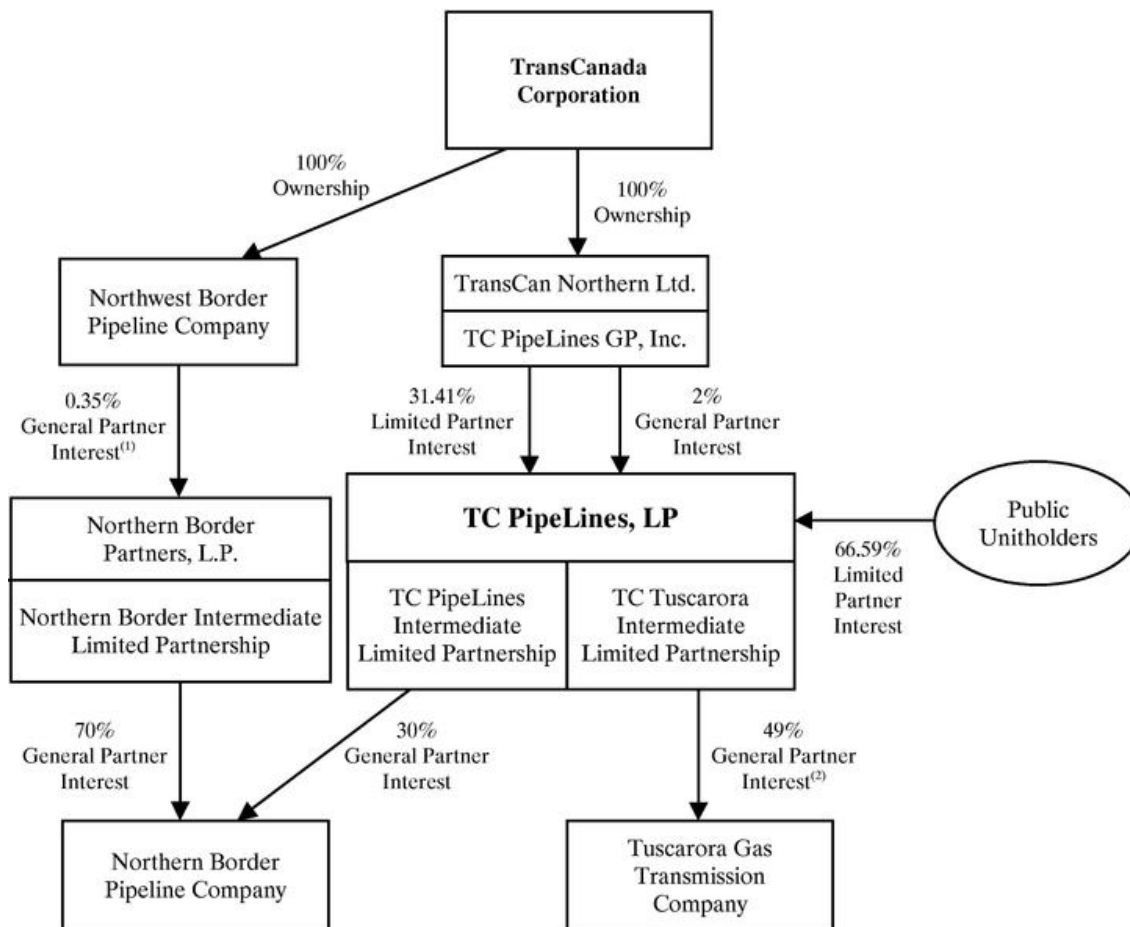 TransCanada
Corporation
100%
Ownership
100%
Ownership
Northwest Border
Pipeline Company
TransCan Northern Ltd.
TC PipeLines GP, Inc.
0.35%
General Partner
Interest(1)
31.41%
Limited Partner
Interest
2%
General Partner
Interest
Northern Border
Partners, L.P.
Northern Border Intermediate
Limited Partnership
TC PipeLines, LP
TC PipeLines
Intermediate
Limited Partnership
TC Tuscarora
Intermediate
Limited Partnership
Public
Unitholders
66.59%
Limited
Partner
Interest
70%
General Partner
Interest
30%
General Partner
Interest
49%
General Partner
Interest(2)
Northern Border
Pipeline Company
Tuscarora Gas
Transmission
Company